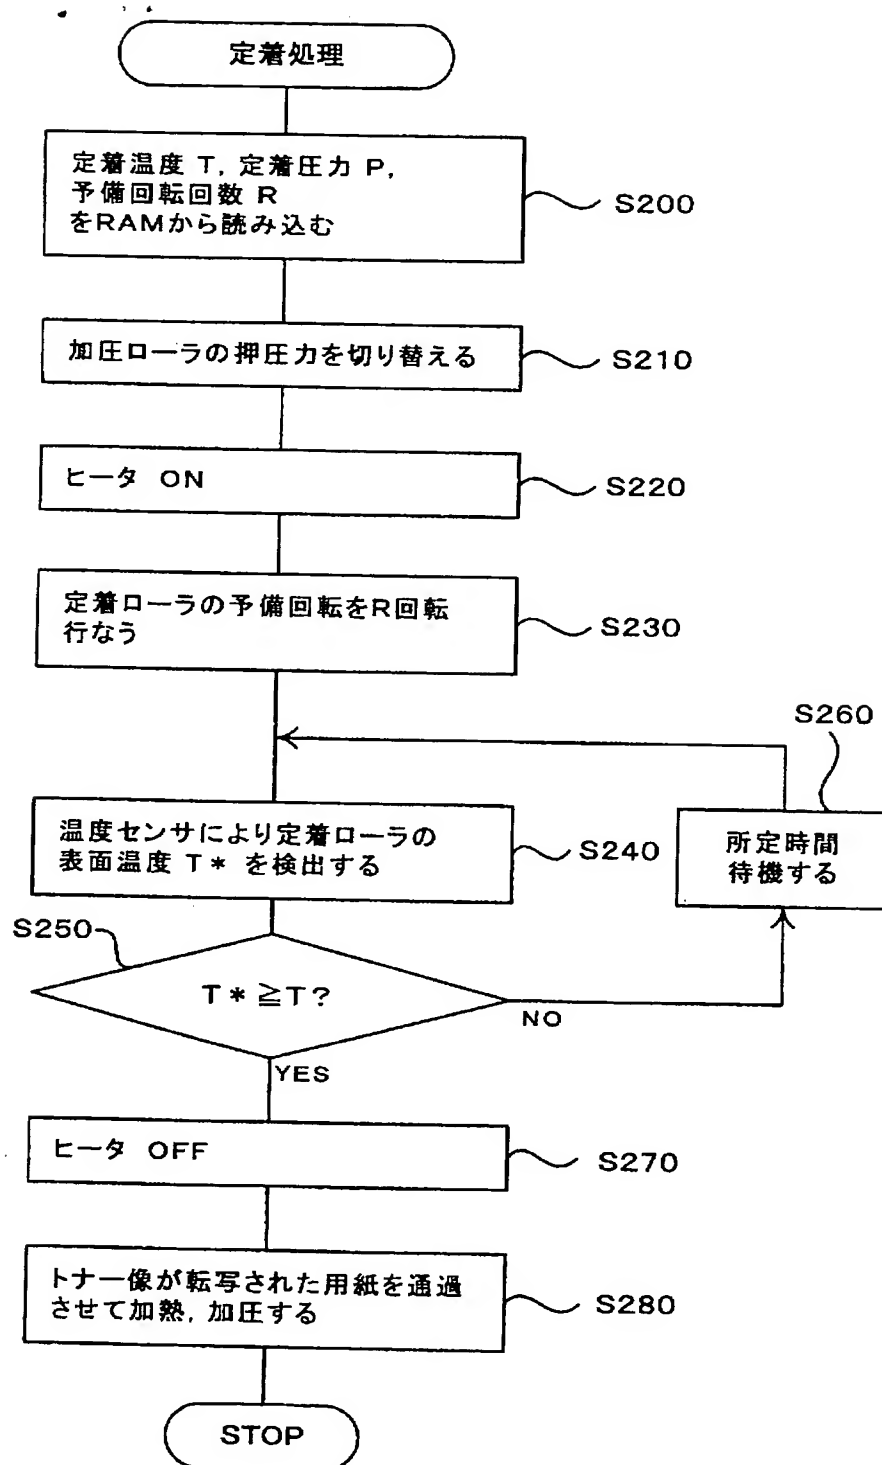 定着処理
定着温度 T, 定着圧力 P,
予備回転回数 R
をRAMから読み込む
S200
加圧ローラの押圧力を切り替える
S210
ヒータ ON
S220
定着ローラの予備回転をR回転
行なう
S230
S260
所定時間
待機する
温度センサにより定着ローラの
表面温度 T* を検出する
S240
S250
T*≧T?
NO
YES
ヒータ OFF
S270
トナー像が転写された用紙を通過
させて加熱, 加圧する
S280
STOP